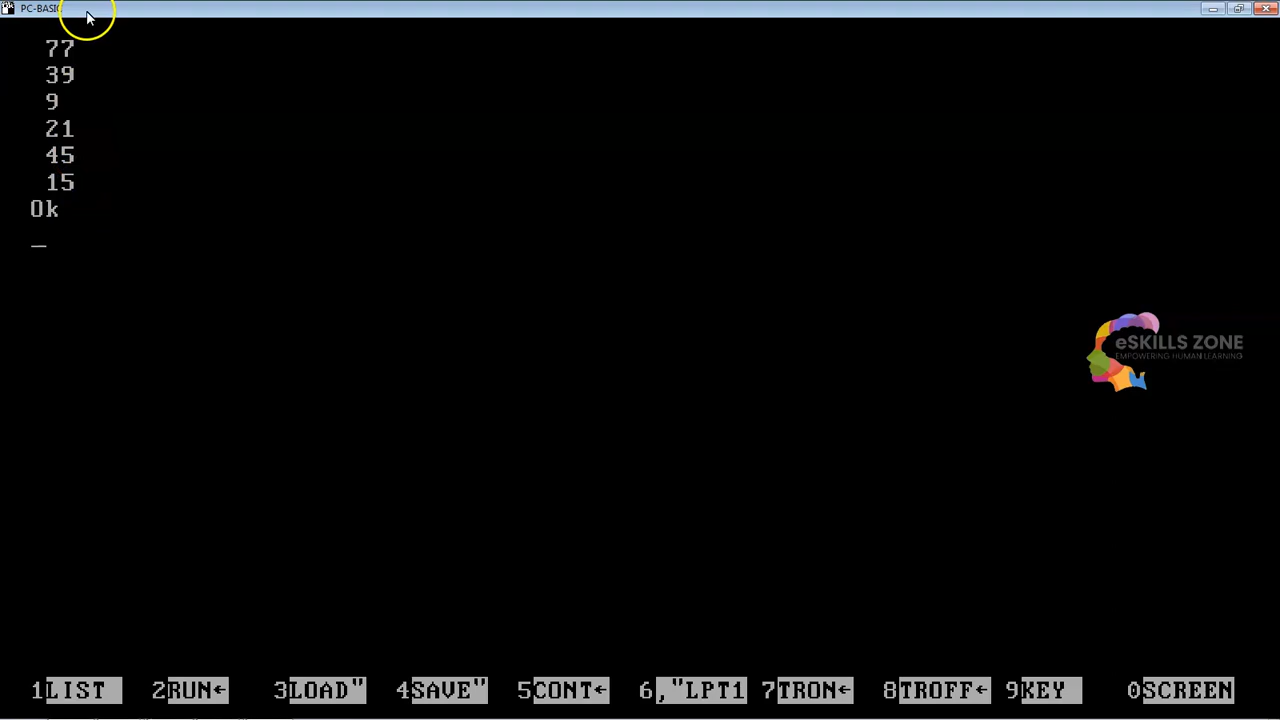 PC-BASIC
77
39
9
21
45
15
Ok
_
eSKILLS ZONE
EMPOWERING HUMAN LEARNING
1LIST 2RUN← 3LOAD" 4SAVE" 5CONT← 6,"LPT1 7TRON← 8TROFF← 9KEY 0SCREEN